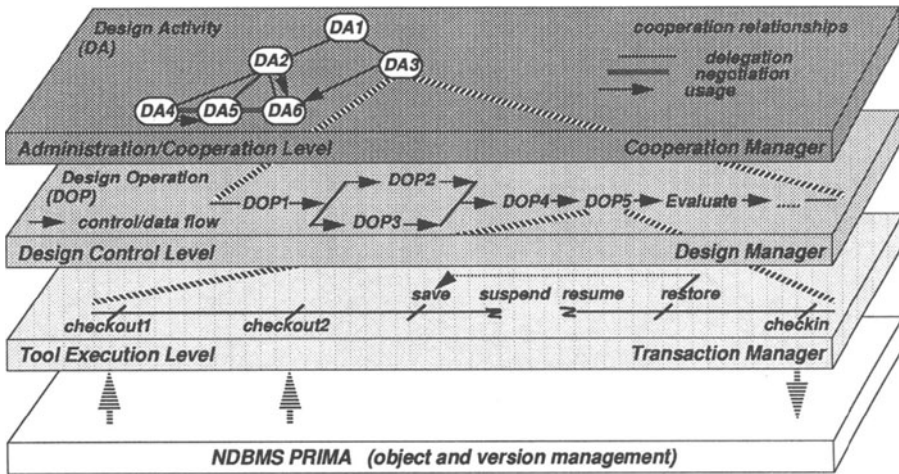 Design Activity
(DA)
DA1
cooperation relationships
DA2
DA3
delegation
negotiation
usage
DA4
DA5
DA6
Administration/Cooperation Level
Cooperation Manager
Design Operation
(DOP)
DOP1
DOP2
DOP3
DOP4
DOP5
Evaluate
.....
control/data flow
Design Control Level
Design Manager
save
suspend
resume
restore
checkout1
checkout2
checkin
Tool Execution Level
Transaction Manager
NDBMS PRIMA (object and version management)